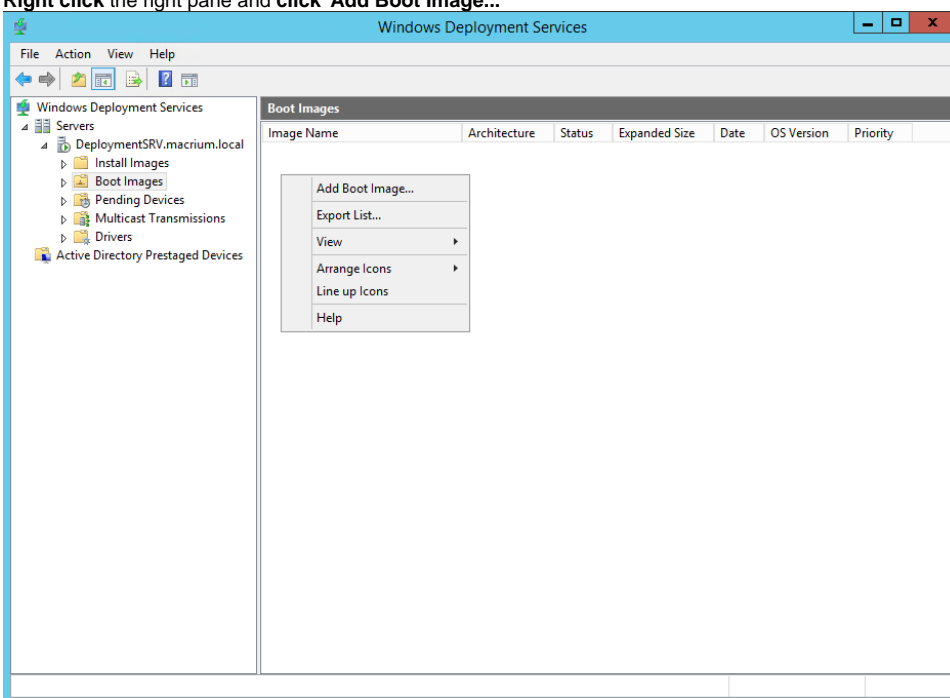 Right click the right pane and click 'Add Boot Image...'
Windows Deployment Services
File Action View Help
Windows Deployment Services
Servers
DeploymentSRV.macrium.local
Install Images
Boot Images
Pending Devices
Multicast Transmissions
Drivers
Active Directory Prestaged Devices
Boot Images
Image Name Architecture Status Expanded Size Date OS Version Priority
Add Boot Image...
Export List...
View
Arrange Icons
Line up Icons
Help